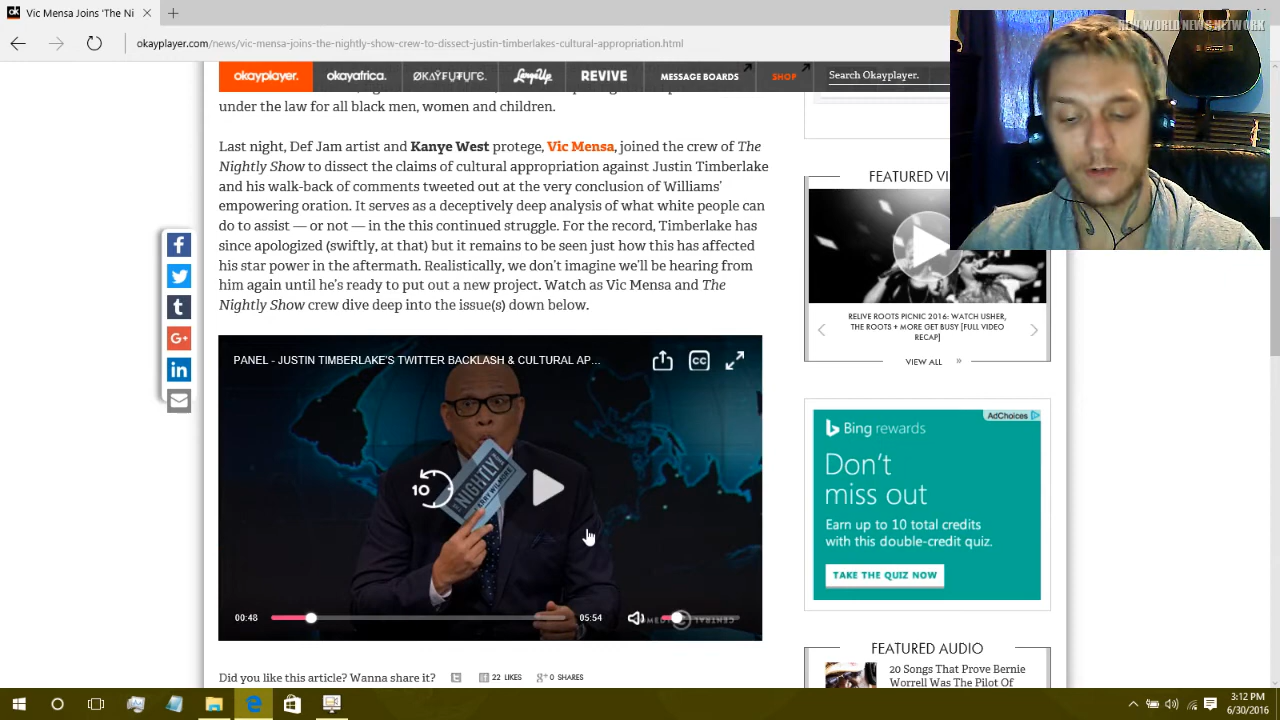 ok Vic Mensa Joins 'The Ni
okayplayer.com/news/vic-mensa-joins-the-nightly-show-crew-to-dissect-justin-timberlakes-cultural-appropriation.html
NEW WORLD NEWS NETWORK
okayplayer.
okayafrica.
ØKAYFUTURE.
LargeUp
REVIVE
MESSAGE BOARDS
SHOP
Search Okayplayer.
under the law for all black men, women and children.
Last night, Def Jam artist and Kanye West protege, Vic Mensa, joined the crew of The
Nightly Show to dissect the claims of cultural appropriation against Justin Timberlake
and his walk-back of comments tweeted out at the very conclusion of Williams'
empowering oration. It serves as a deceptively deep analysis of what white people can
do to assist — or not — in the this continued struggle. For the record, Timberlake has
since apologized (swiftly, at that) but it remains to be seen just how this has affected
his star power in the aftermath. Realistically, we don't imagine we'll be hearing from
him again until he's ready to put out a new project. Watch as Vic Mensa and The
Nightly Show crew dive deep into the issue(s) down below.
PANEL - JUSTIN TIMBERLAKE'S TWITTER BACKLASH & CULTURAL AP...
CC
10
NIGHTLY
LARRY WILMORE
00:48
05:54
CENTRAL
Did you like this article? Wanna share it?
22 LIKES
0 SHARES
FEATURED VI
RELIVE ROOTS PICNIC 2016: WATCH USHER,
THE ROOTS + MORE GET BUSY [FULL VIDEO
RECAP]
VIEW ALL »
AdChoices
Bing rewards
Don't
miss out
Earn up to 10 total credits
with this double-credit quiz.
TAKE THE QUIZ NOW
FEATURED AUDIO
20 Songs That Prove Bernie
Worrell Was The Pilot Of
3:12 PM
6/30/2016